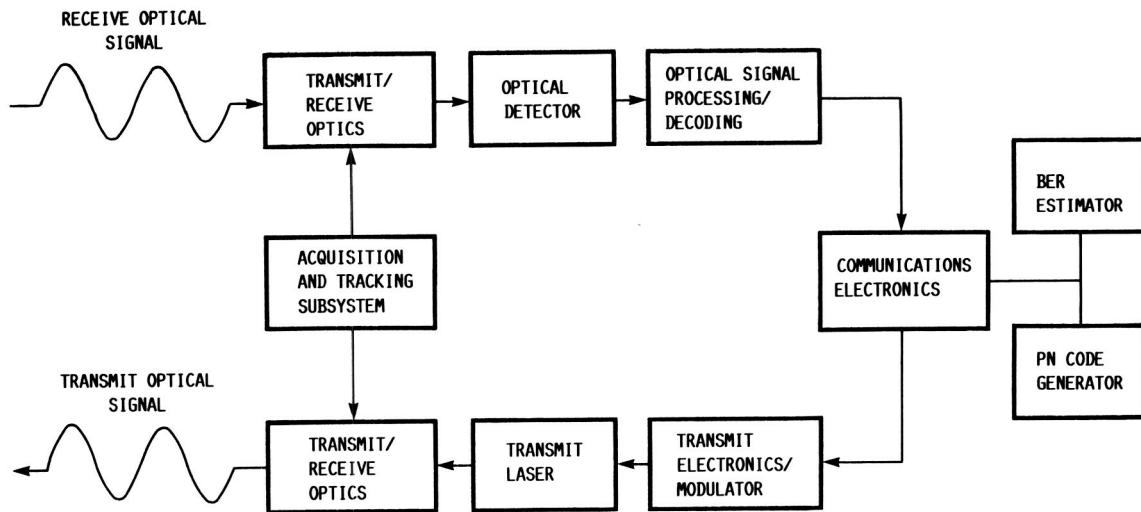 RECEIVE OPTICAL
SIGNAL
TRANSMIT/
RECEIVE
OPTICS
OPTICAL
DETECTOR
OPTICAL SIGNAL
PROCESSING/
DECODING
BER
ESTIMATOR
ACQUISITION
AND TRACKING
SUBSYSTEM
COMMUNICATIONS
ELECTRONICS
PN CODE
GENERATOR
TRANSMIT OPTICAL
SIGNAL
TRANSMIT/
RECEIVE
OPTICS
TRANSMIT
LASER
TRANSMIT
ELECTRONICS/
MODULATOR